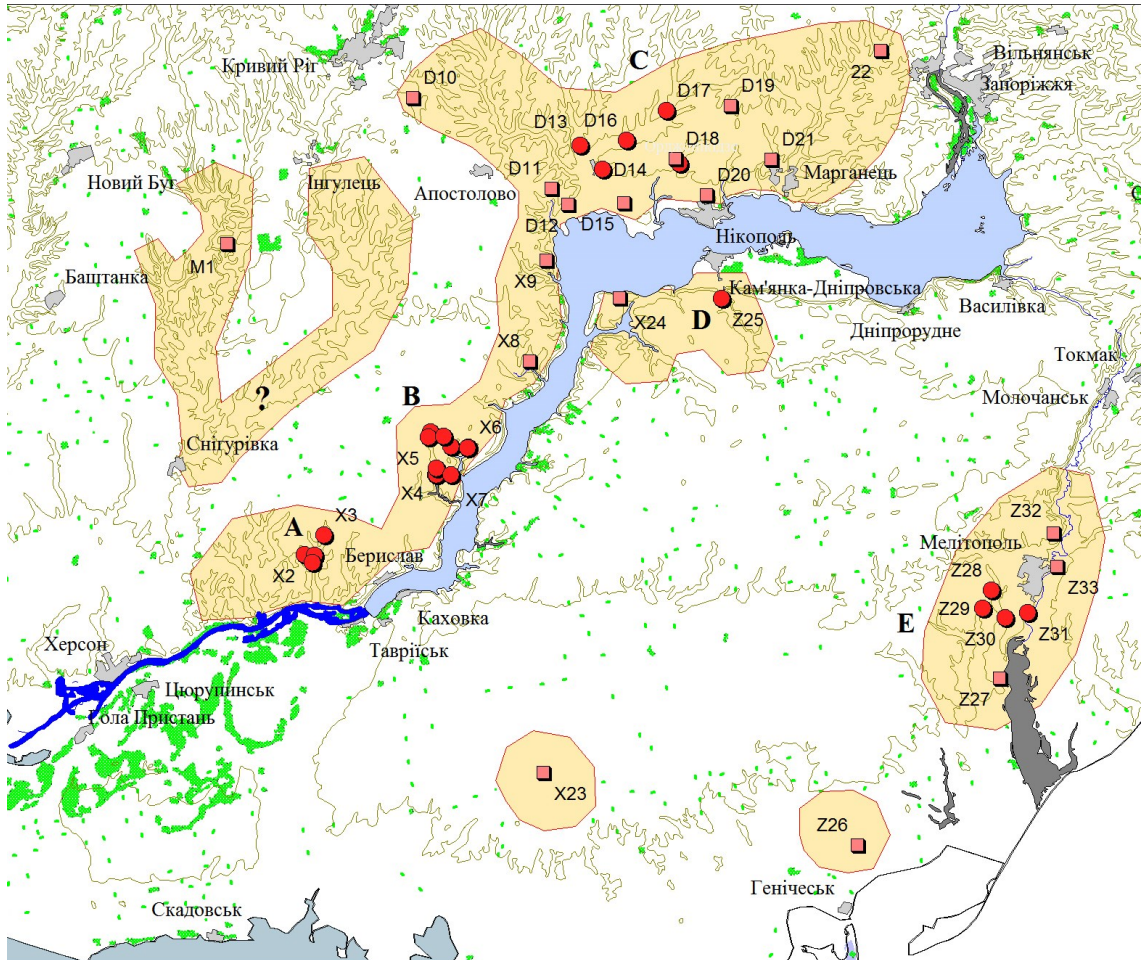 C
22
Вільнянськ
Кривий Ріг
Запоріжжя
D10
D17
D19
D13
D16
D18
D21
D11
D14
Марганець
Новий Буг
Інгулець
Апостолово
D20
D12
D15
Нікополь
M1
X9
Баштанка
Кам'янка-Дніпровська
Василівка
X24
D
Z25
Дніпрорудне
X8
Токмак
?
B
Молочанськ
X6
Снігурівка
X5
X4
X7
A
X3
Z32
Мелітополь
X2
Берислав
Z28
Z33
Z29
Каховка
E
Z30
Z31
Херсон
Таврійськ
Цюрупинськ
Z27
Гола Пристань
X23
Z26
Генічеськ
Скадовськ